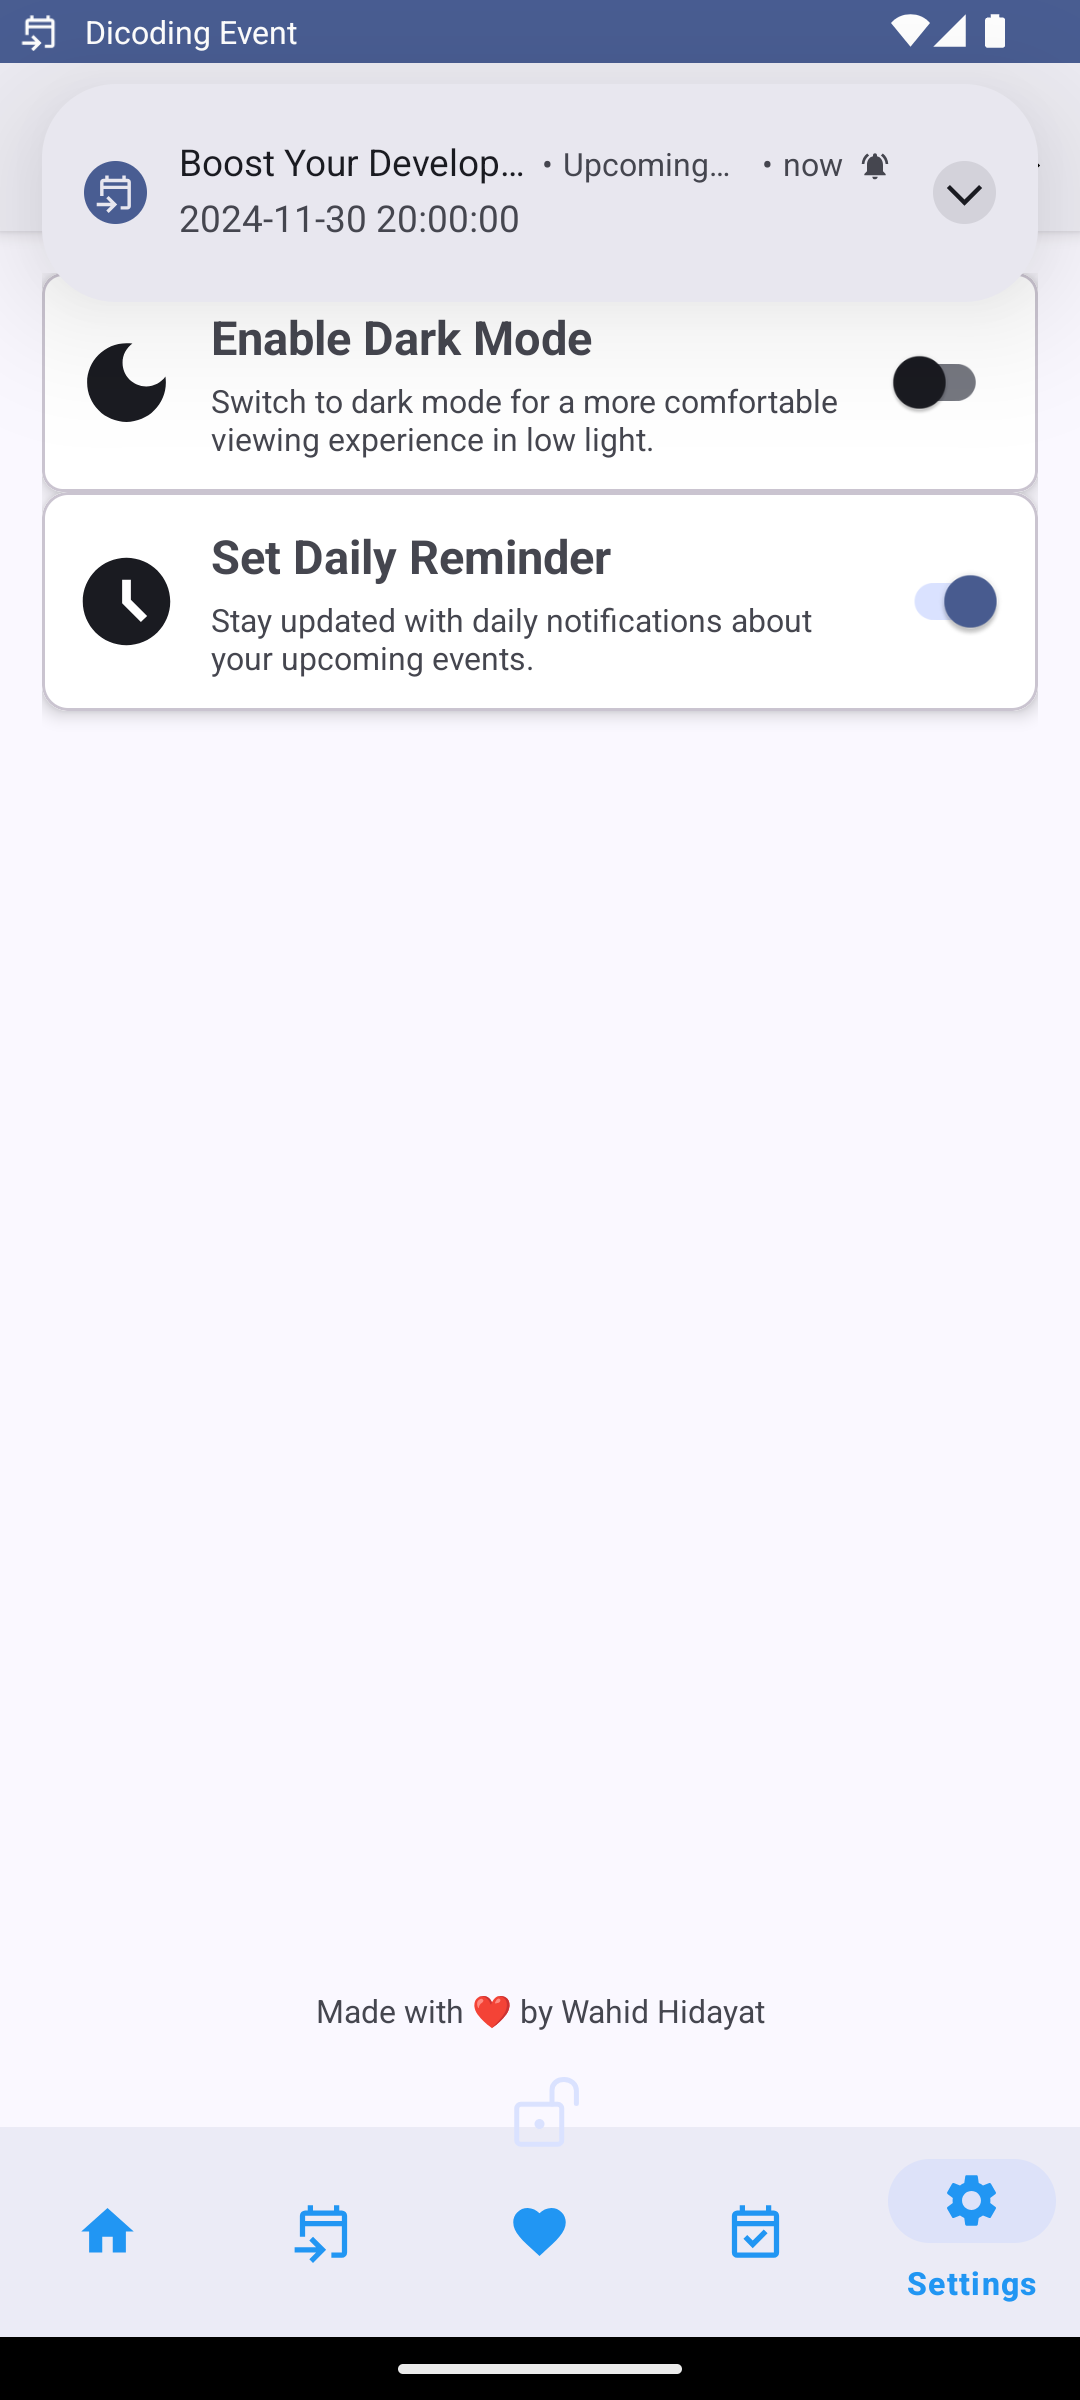 Dicoding Event
Boost Your Develop... • Upcoming... • now
2024-11-30 20:00:00
Enable Dark Mode
Switch to dark mode for a more comfortable
viewing experience in low light.
Set Daily Reminder
Stay updated with daily notifications about
your upcoming events.
Made with ❤️ by Wahid Hidayat
Settings